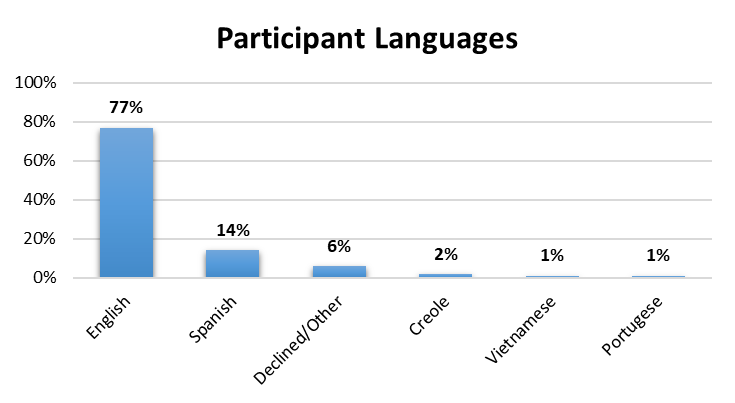 Participant Languages
100%
80%
60%
40%
20%
0%
77%
14%
6%
2%
1%
1%
English
Spanish
Declined/Other
Creole
Vietnamese
Portugese